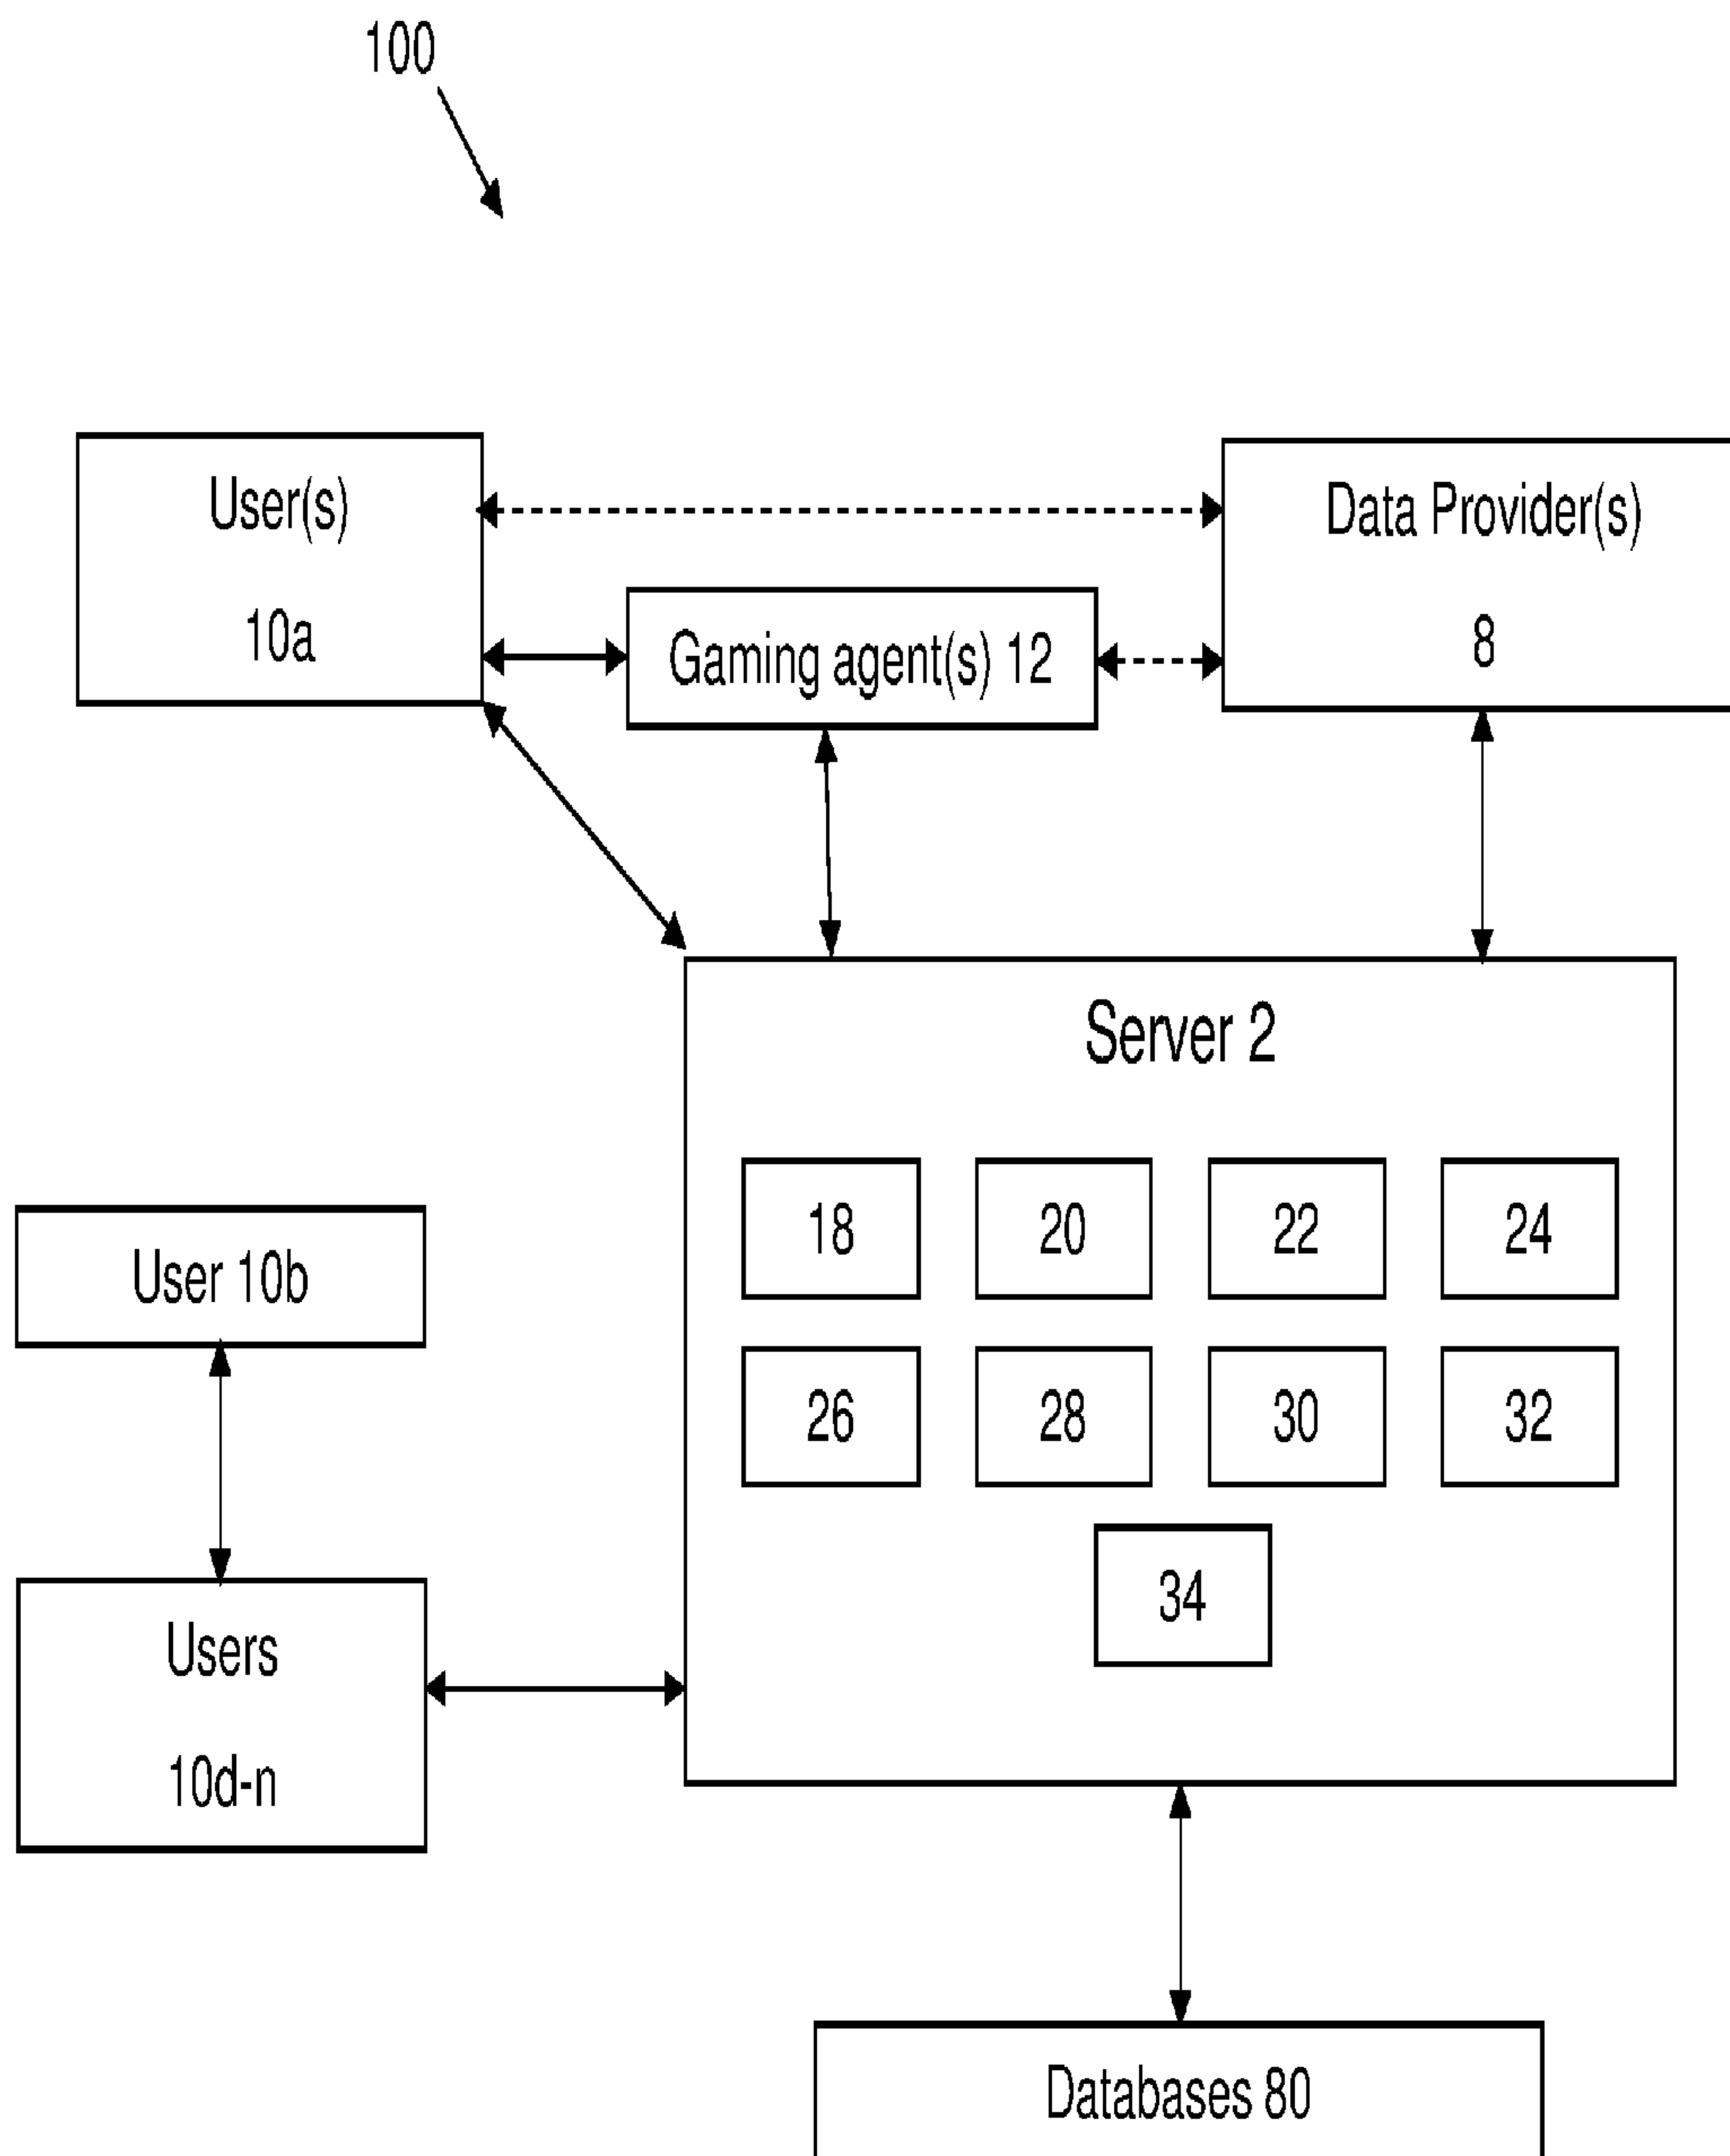 100
User(s)
10a
Data Provider(s)
8
Gaming agent(s) 12
Server 2
18
20
22
24
26
28
30
32
34
User 10b
Users
10d-n
Databases 80